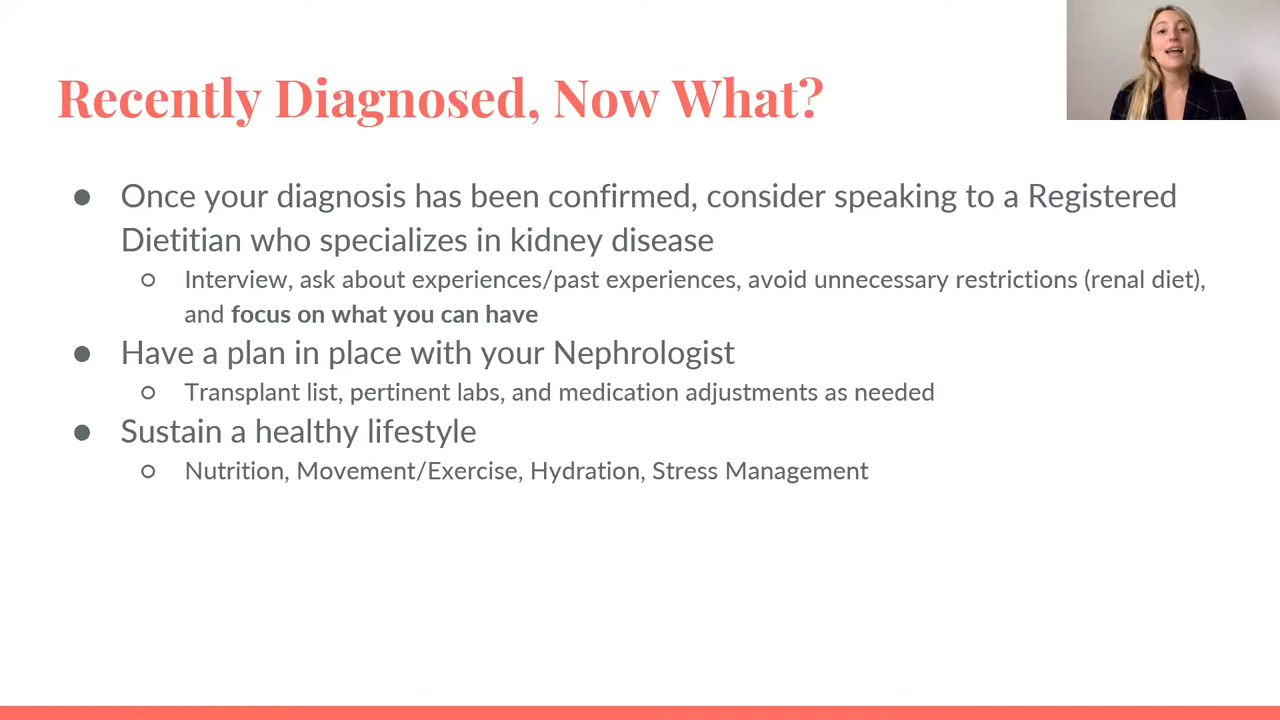 Recently Diagnosed, Now What?
● Once your diagnosis has been confirmed, consider speaking to a Registered
Dietitian who specializes in kidney disease
○ Interview, ask about experiences/past experiences, avoid unnecessary restrictions (renal diet),
and focus on what you can have
● Have a plan in place with your Nephrologist
○ Transplant list, pertinent labs, and medication adjustments as needed
● Sustain a healthy lifestyle
○ Nutrition, Movement/Exercise, Hydration, Stress Management